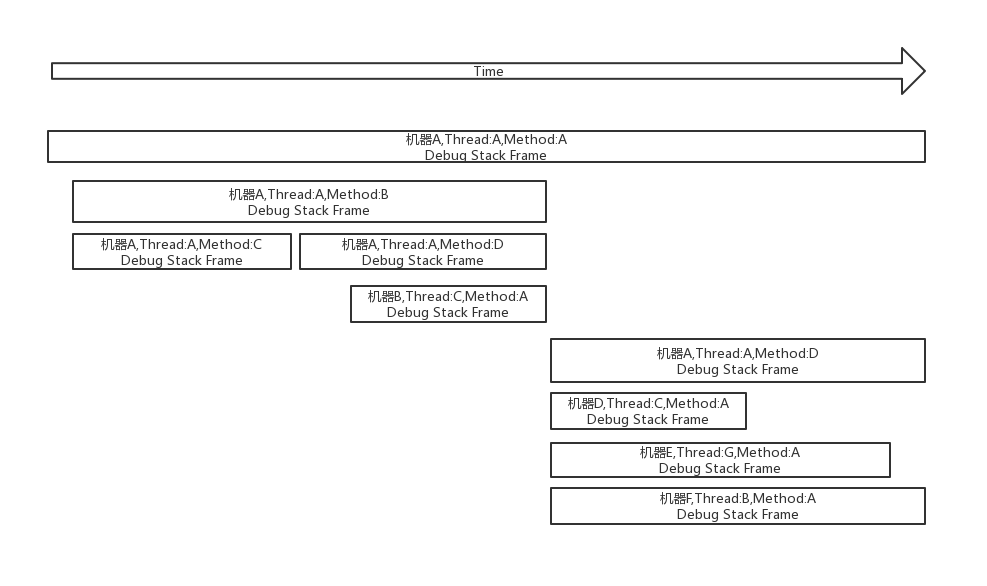 Time
机器A,Thread:A,Method:A
Debug Stack Frame
机器A,Thread:A,Method:B
Debug Stack Frame
机器A,Thread:A,Method:C
Debug Stack Frame
机器A,Thread:A,Method:D
Debug Stack Frame
机器B,Thread:C,Method:A
Debug Stack Frame
机器A,Thread:A,Method:D
Debug Stack Frame
机器D,Thread:C,Method:A
Debug Stack Frame
机器E,Thread:G,Method:A
Debug Stack Frame
机器F,Thread:B,Method:A
Debug Stack Frame